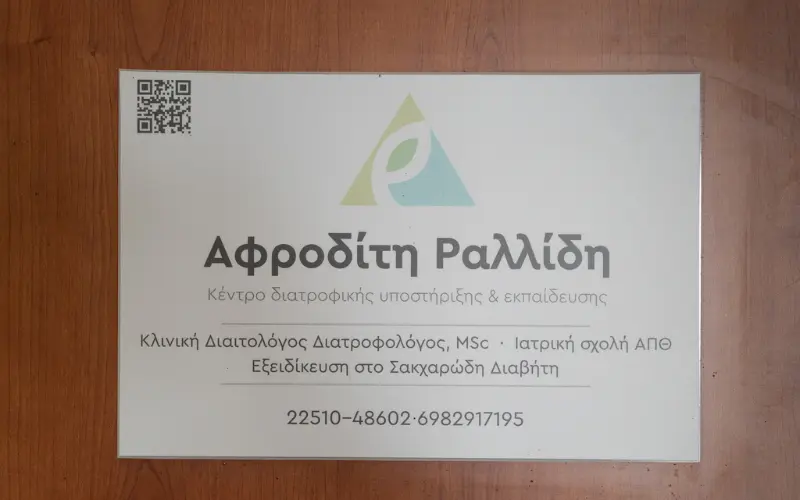 Αφροδίτη Ραλλίδη
Κέντρο διατροφικής υποστήριξης & εκπαίδευσης
Κλινική Διαιτολόγος Διατροφολόγος, MSc · Ιατρική σχολή ΑΠΘ
Εξειδίκευση στο Σακχαρώδη Διαβήτη
22510-48602·6982917195